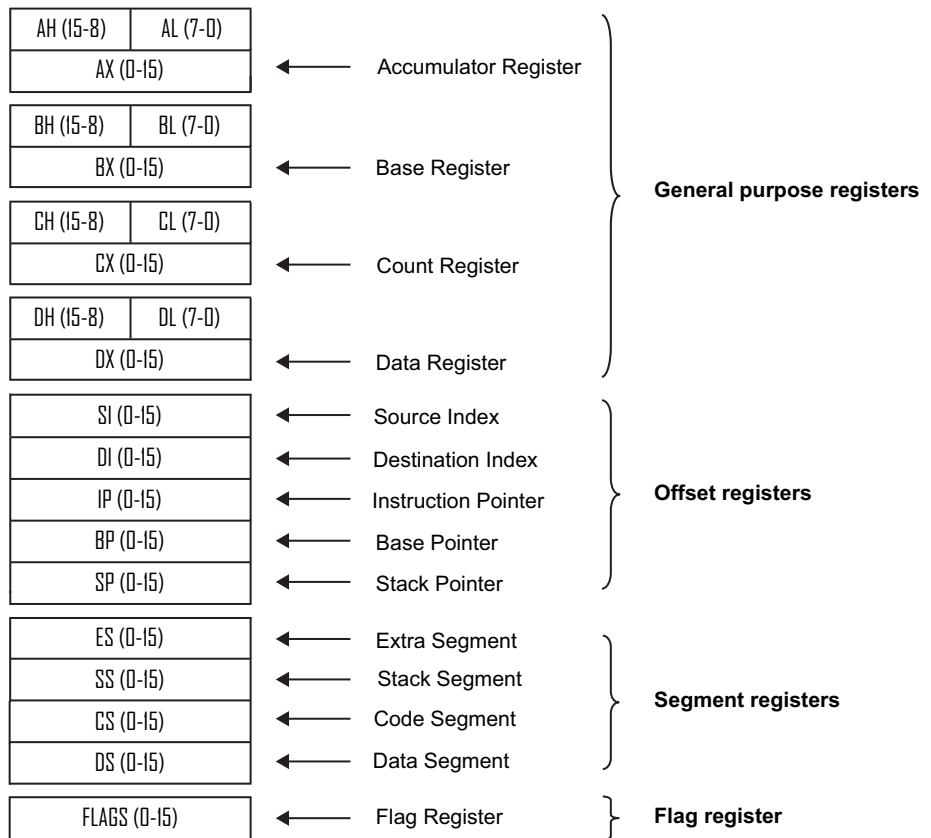 AH (15-8) AL (7-0)
AX (0-15) Accumulator Register
BH (15-8) BL (7-0)
BX (0-15) Base Register
General purpose registers
CH (15-8) CL (7-0)
CX (0-15) Count Register
DH (15-8) DL (7-0)
DX (0-15) Data Register
SI (0-15) Source Index
DI (0-15) Destination Index
IP (0-15) Instruction Pointer Offset registers
BP (0-15) Base Pointer
SP (0-15) Stack Pointer
ES (0-15) Extra Segment
SS (0-15) Stack Segment
Segment registers
CS (0-15) Code Segment
DS (0-15) Data Segment
FLAGS (0-15) Flag Register Flag register